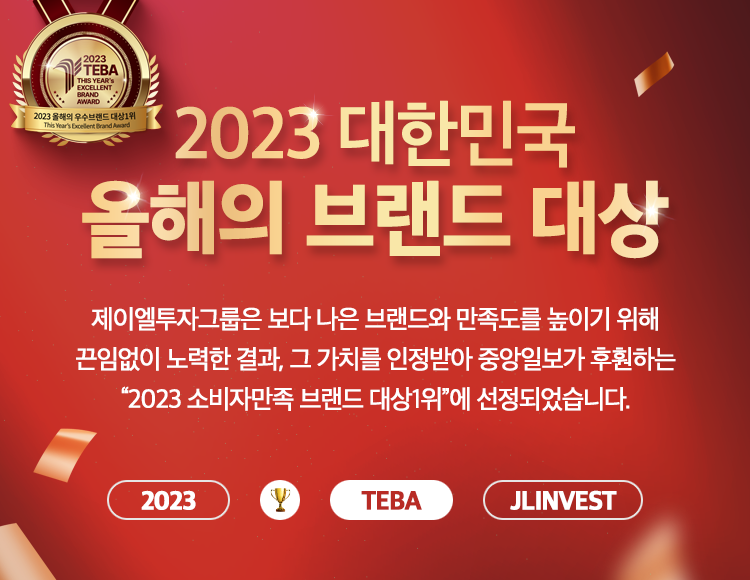 2023
TEBA
THIS YEAR's
EXCELLENT
BRAND
AWARD
2023 올해의 우수브랜드 대상1위
This Year's Excellent Brand Award
2023 대한민국
올해의 브랜드 대상
제이엘투자그룹은 보다 나은 브랜드와 만족도를 높이기 위해
끈임없이 노력한 결과, 그 가치를 인정받아 중앙일보가 후훤하는
“2023 소비자만족 브랜드 대상1위”에 선정되었습니다.
2023
TEBA
JLINVEST